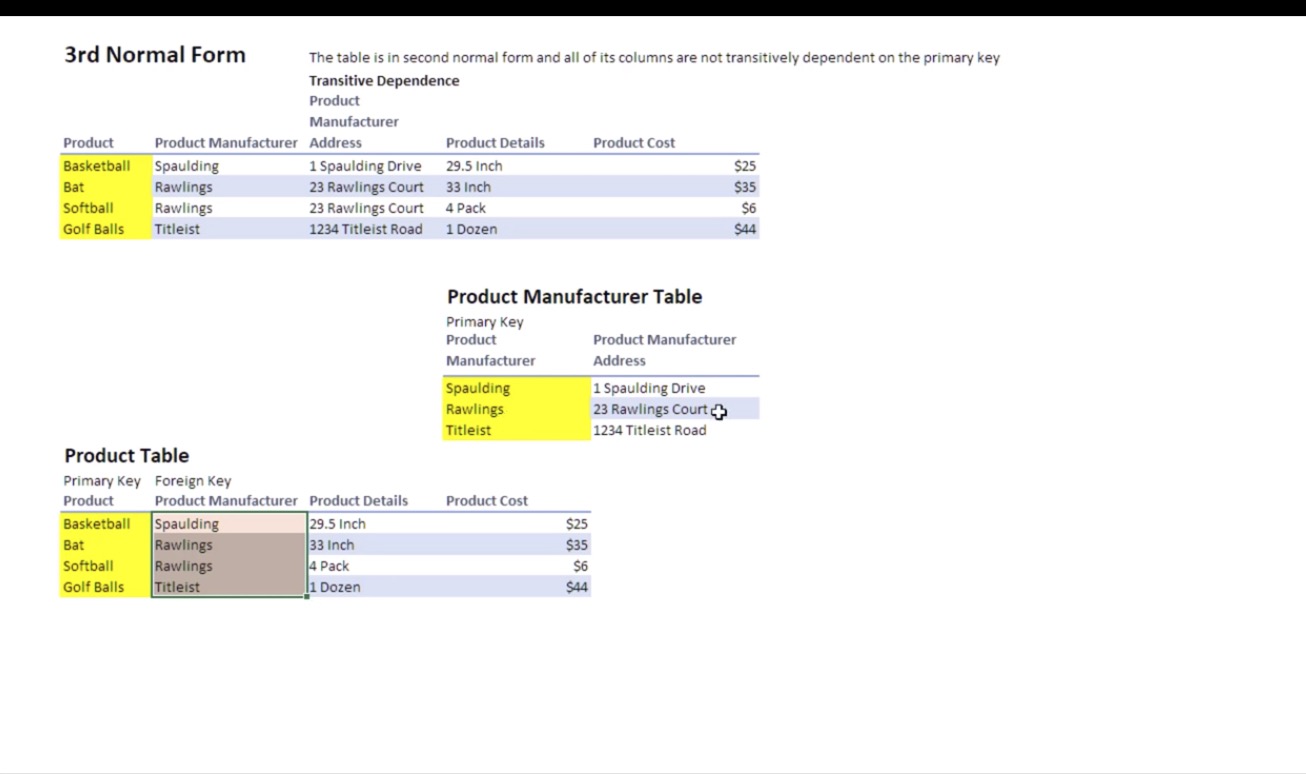 3rd Normal Form The table is in second normal form and all of its columns are not transitively dependent on the primary key
Transitive Dependence
Product
Manufacturer
Product Product Manufacturer Address Product Details Product Cost
Basketball Spaulding 1 Spaulding Drive 29.5 Inch $25
Bat Rawlings 23 Rawlings Court 33 Inch $35
Softball Rawlings 23 Rawlings Court 4 Pack $6
Golf Balls Titleist 1234 Titleist Road 1 Dozen $44
Product Manufacturer Table
Primary Key
Product Product Manufacturer
Manufacturer Address
Spaulding 1 Spaulding Drive
Rawlings 23 Rawlings Court
Titleist 1234 Titleist Road
Product Table
Primary Key Foreign Key
Product Product Manufacturer Product Details Product Cost
Basketball Spaulding 29.5 Inch $25
Bat Rawlings 33 Inch $35
Softball Rawlings 4 Pack $6
Golf Balls Titleist 1 Dozen $44